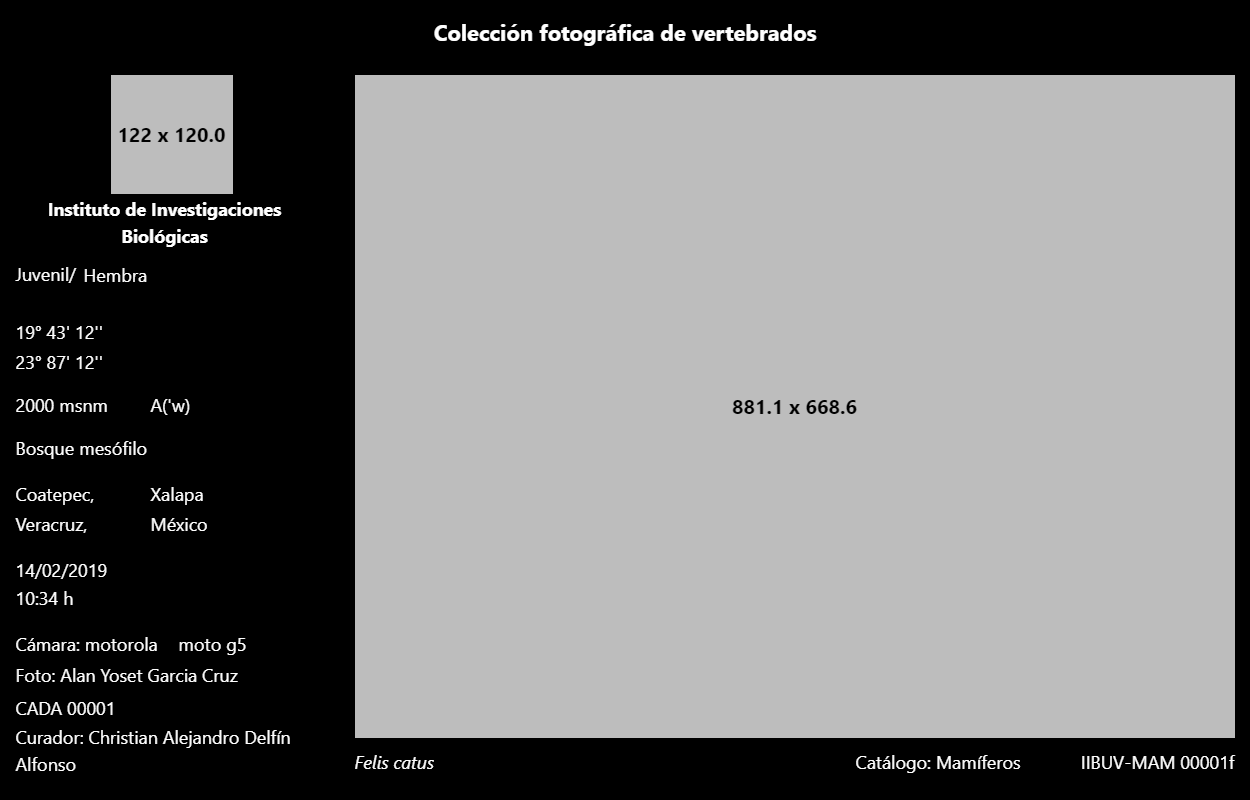 Colección fotográfica de vertebrados
122 x 120.0
Instituto de Investigaciones
Biológicas
Juvenil/ Hembra
19° 43' 12''
23° 87' 12''
2000 msnm A('w)
Bosque mesófilo
Coatepec, Xalapa
Veracruz, México
14/02/2019
10:34 h
Cámara: motorola moto g5
Foto: Alan Yoset Garcia Cruz
CADA 00001
Curador: Christian Alejandro Delfín
Alfonso
881.1 x 668.6
Felis catus Catálogo: Mamíferos IIBUV-MAM 00001f